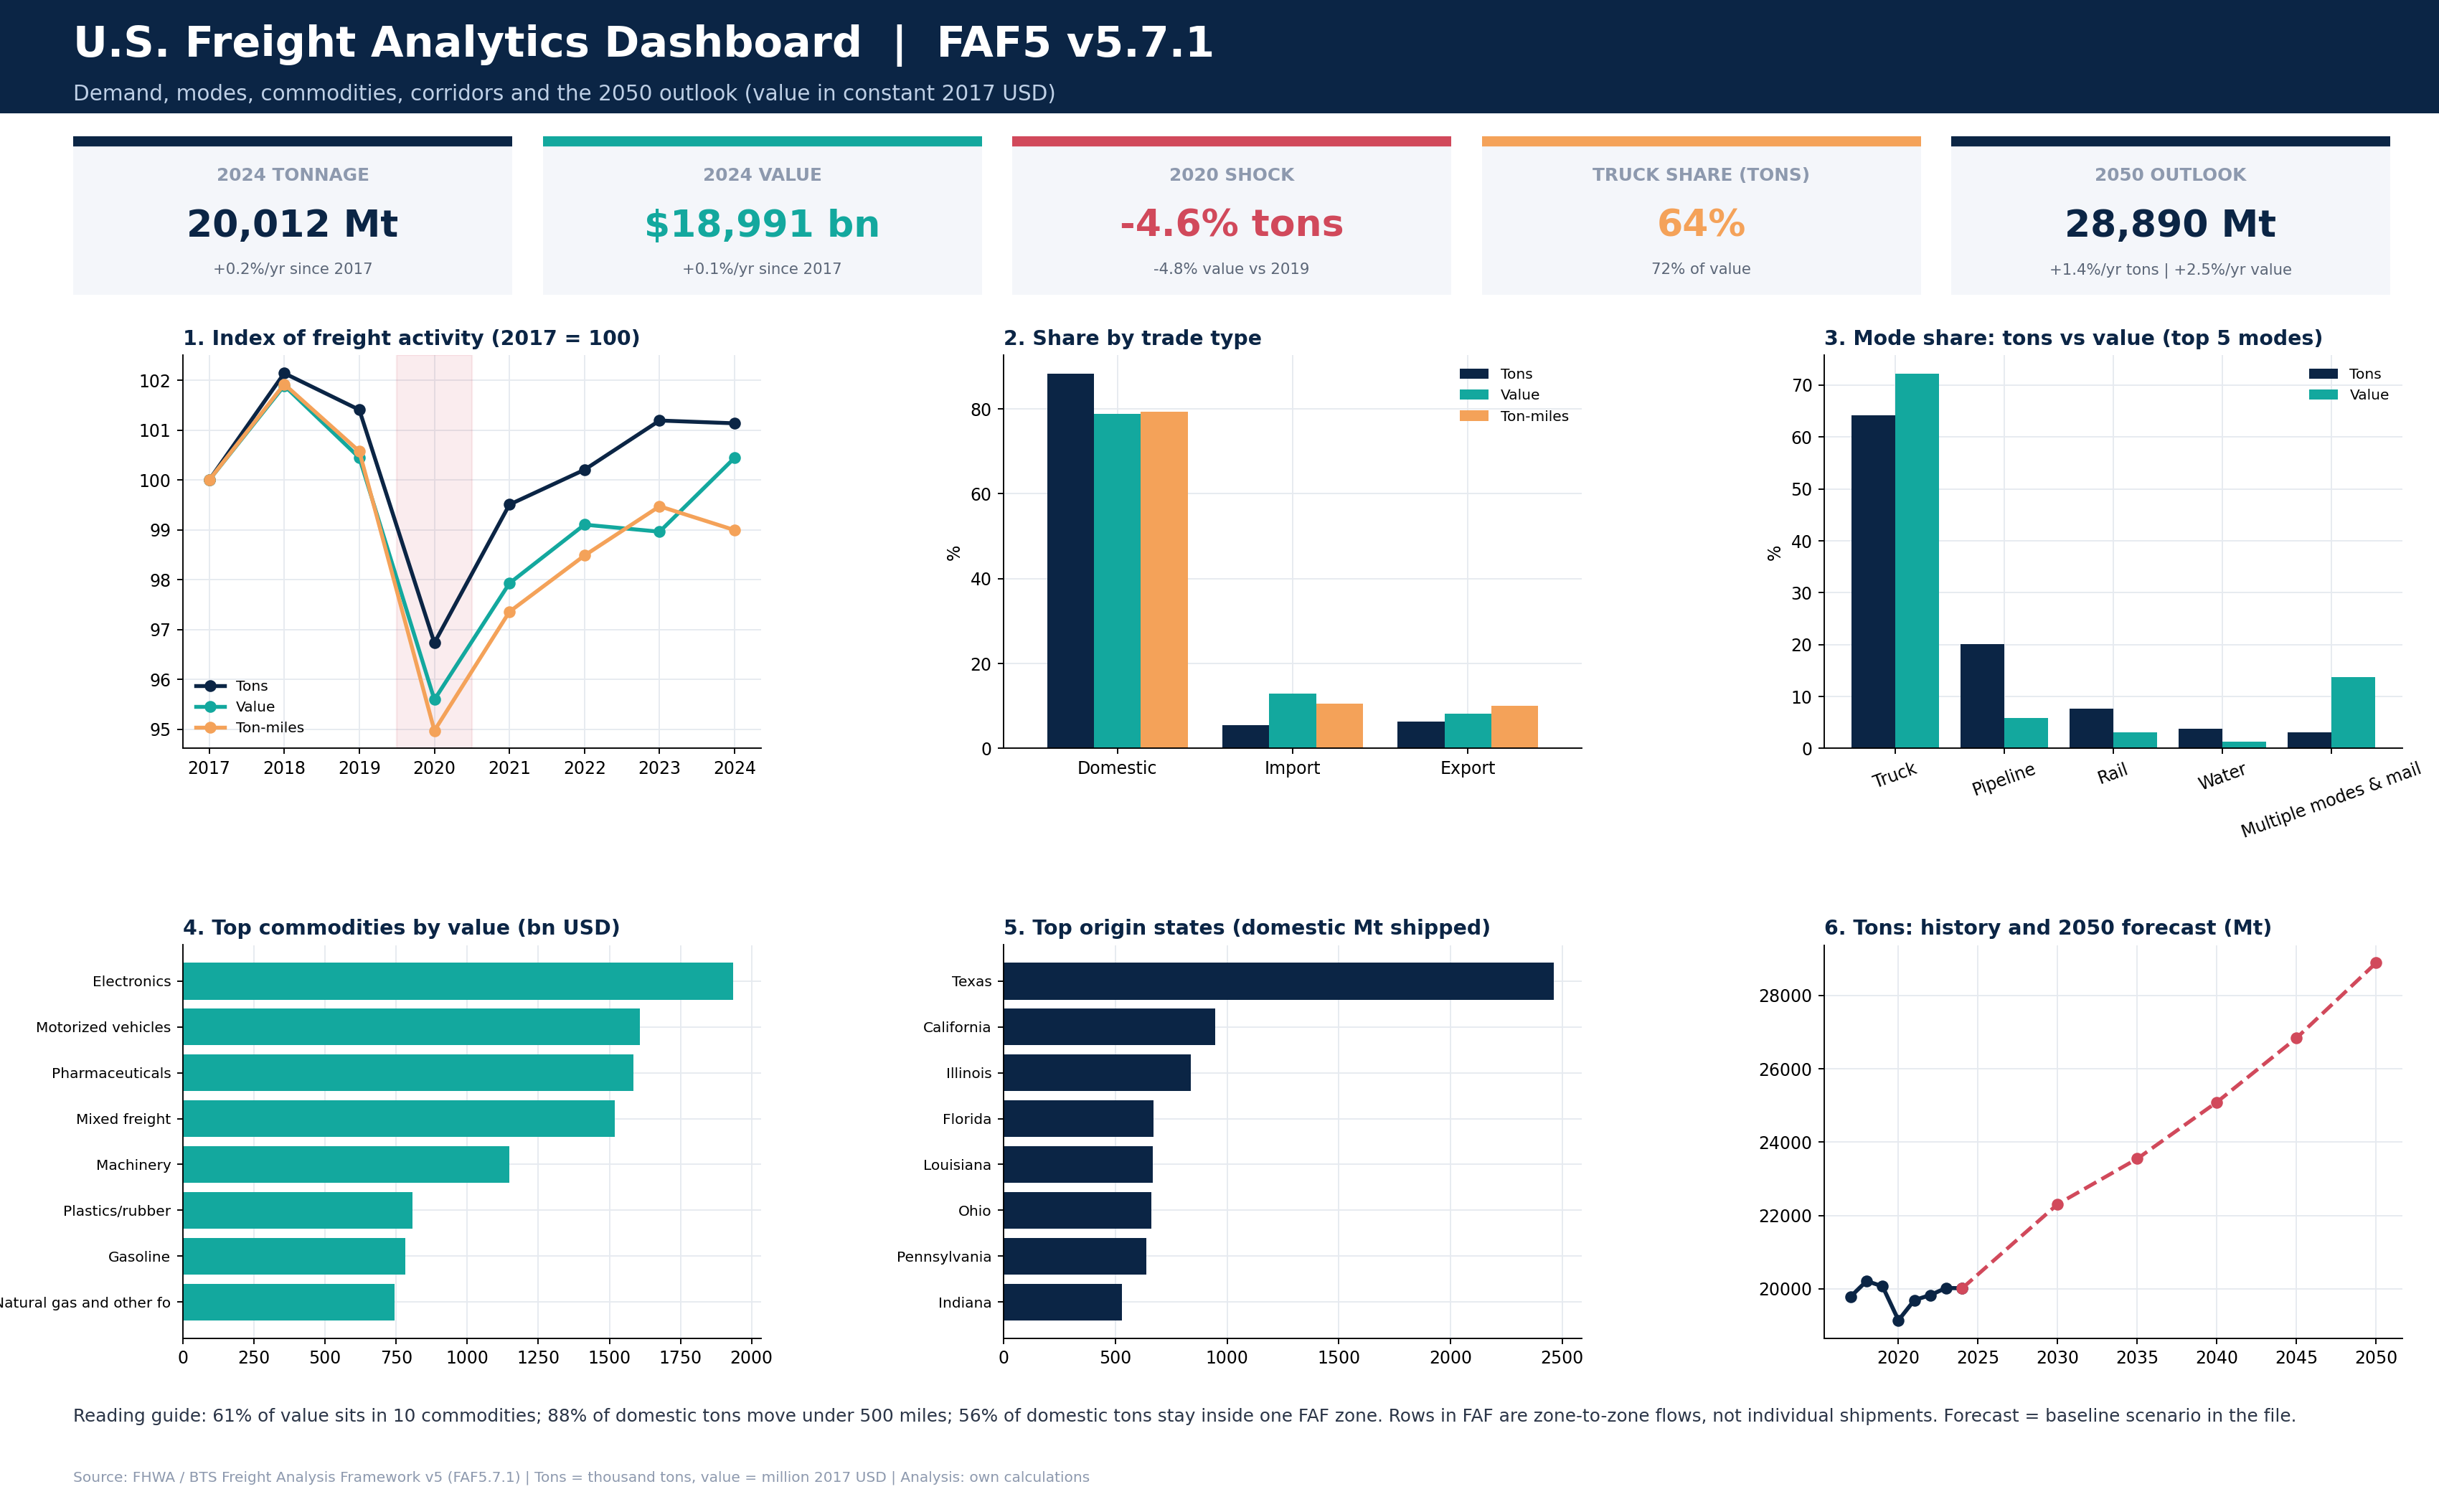 U.S. Freight Analytics Dashboard | FAF5 v5.7.1
Demand, modes, commodities, corridors and the 2050 outlook (value in constant 2017 USD)
2024 TONNAGE
20,012 Mt
+0.2%/yr since 2017
2024 VALUE
$18,991 bn
+0.1%/yr since 2017
2020 SHOCK
-4.6% tons
-4.8% value vs 2019
TRUCK SHARE (TONS)
64%
72% of value
2050 OUTLOOK
28,890 Mt
+1.4%/yr tons | +2.5%/yr value
1. Index of freight activity (2017 = 100)
102
101
100
99
98
97
96
95
Tons
Value
Ton-miles
2017 2018 2019 2020 2021 2022 2023 2024
2. Share by trade type
%
80
60
40
20
0
Tons
Value
Ton-miles
Domestic Import Export
3. Mode share: tons vs value (top 5 modes)
%
70
60
50
40
30
20
10
0
Tons
Value
Truck Pipeline Rail Water Multiple modes & mail
4. Top commodities by value (bn USD)
Electronics
Motorized vehicles
Pharmaceuticals
Mixed freight
Machinery
Plastics/rubber
Gasoline
Natural gas and other fo
0 250 500 750 1000 1250 1500 1750 2000
5. Top origin states (domestic Mt shipped)
Texas
California
Illinois
Florida
Louisiana
Ohio
Pennsylvania
Indiana
0 500 1000 1500 2000 2500
6. Tons: history and 2050 forecast (Mt)
28000
26000
24000
22000
20000
2020 2025 2030 2035 2040 2045 2050
Reading guide: 61% of value sits in 10 commodities; 88% of domestic tons move under 500 miles; 56% of domestic tons stay inside one FAF zone. Rows in FAF are zone-to-zone flows, not individual shipments. Forecast = baseline scenario in the file.
Source: FHWA / BTS Freight Analysis Framework v5 (FAF5.7.1) | Tons = thousand tons, value = million 2017 USD | Analysis: own calculations